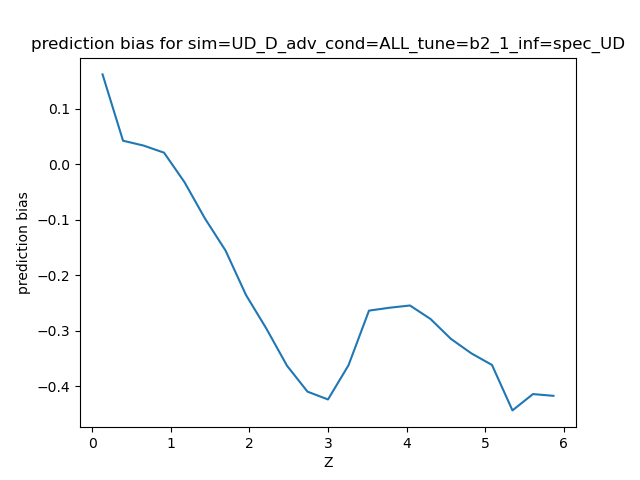 prediction bias for sim=UD_D_adv_cond=ALL_tune=b2_1_inf=spec_UD
prediction bias
0.1
0.0
−0.1
−0.2
−0.3
−0.4
0 1 2 3 4 5 6
Z